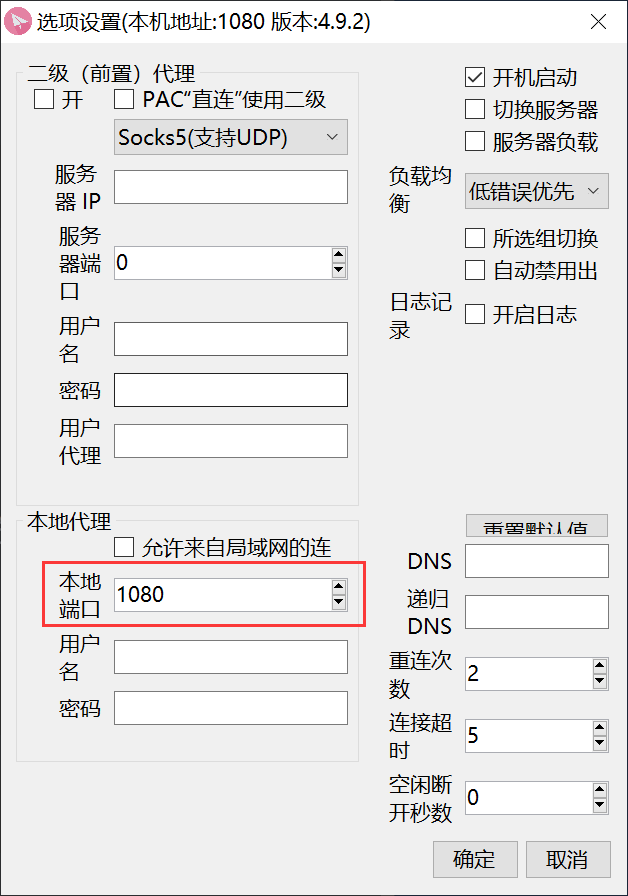 选项设置(本机地址:1080 版本:4.9.2)
二级（前置）代理
开
PAC“直连”使用二级
Socks5(支持UDP)
服务
器 IP
服务
器端
口
0
用户
名
密码
用户
代理
本地代理
允许来自局域网的连
本地
端口
1080
用户
名
密码
开机启动
切换服务器
服务器负载
负载均
衡
低错误优先
所选组切换
自动禁用出
日志记
录
开启日志
重置默认值
DNS
递归
DNS
重连次
数
2
连接超
时
5
空闲断
开秒数
0
确定
取消